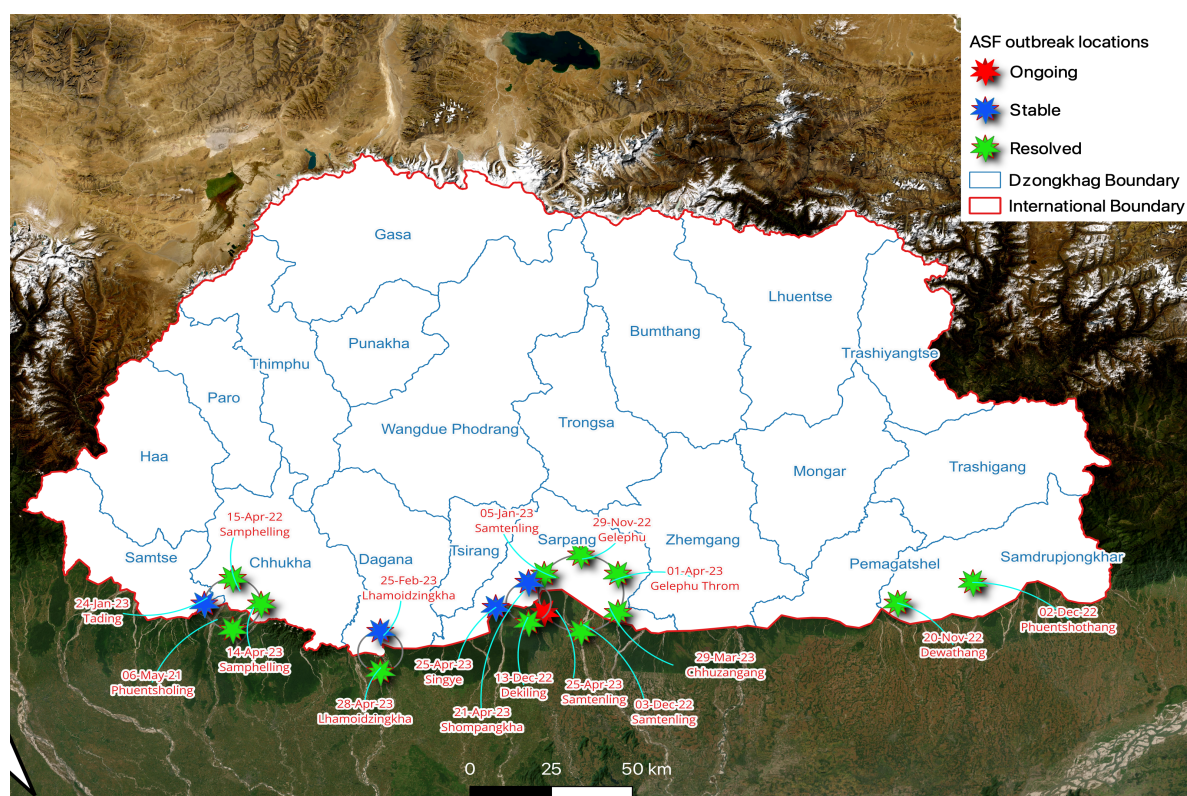 ASF outbreak locations
Ongoing
Stable
Resolved
Dzongkhag Boundary
International Boundary
Gasa
Lhuentse
Bumthang
Punakha
Trashiyangtse
Thimphu
Paro
Trongsa
Wangdue Phodrang
Haa
Mongar
Trashigang
15-Apr-22
Samphelling
05-Jan-23
Samtenling
29-Nov-22
Gelephu
Sarpang
Zhemgang
Tsirang
Samtse
Chhukha
Dagana
Pemagatshel
Samdrupjongkhar
25-Feb-23
Lhamoidzingkha
01-Apr-23
Gelephu Throm
24-Jan-23
Tading
02-Dec-22
Phuentshothang
20-Nov-22
Dewathang
14-Apr-23
Samphelling
06-May-21
Phuentsholing
25-Apr-23
Singye
13-Dec-22
Dekiling
29-Mar-23
Chhuzangang
25-Apr-23
Samtenling
28-Apr-23
Lhamoidzingkha
21-Apr-23
Shompangkha
03-Dec-22
Samtenling
0 25 50 km